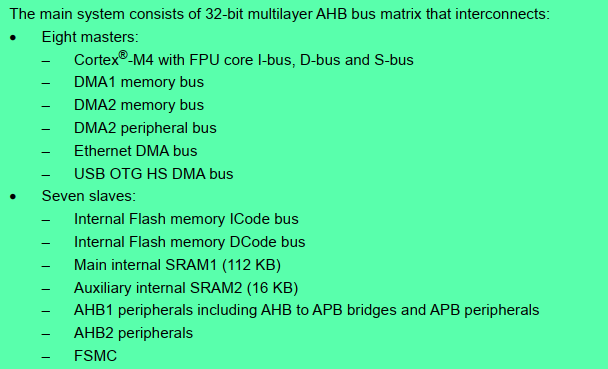 The main system consists of 32-bit multilayer AHB bus matrix that interconnects:
• Eight masters:
– Cortex®-M4 with FPU core I-bus, D-bus and S-bus
– DMA1 memory bus
– DMA2 memory bus
– DMA2 peripheral bus
– Ethernet DMA bus
– USB OTG HS DMA bus
• Seven slaves:
– Internal Flash memory ICode bus
– Internal Flash memory DCode bus
– Main internal SRAM1 (112 KB)
– Auxiliary internal SRAM2 (16 KB)
– AHB1 peripherals including AHB to APB bridges and APB peripherals
– AHB2 peripherals
– FSMC